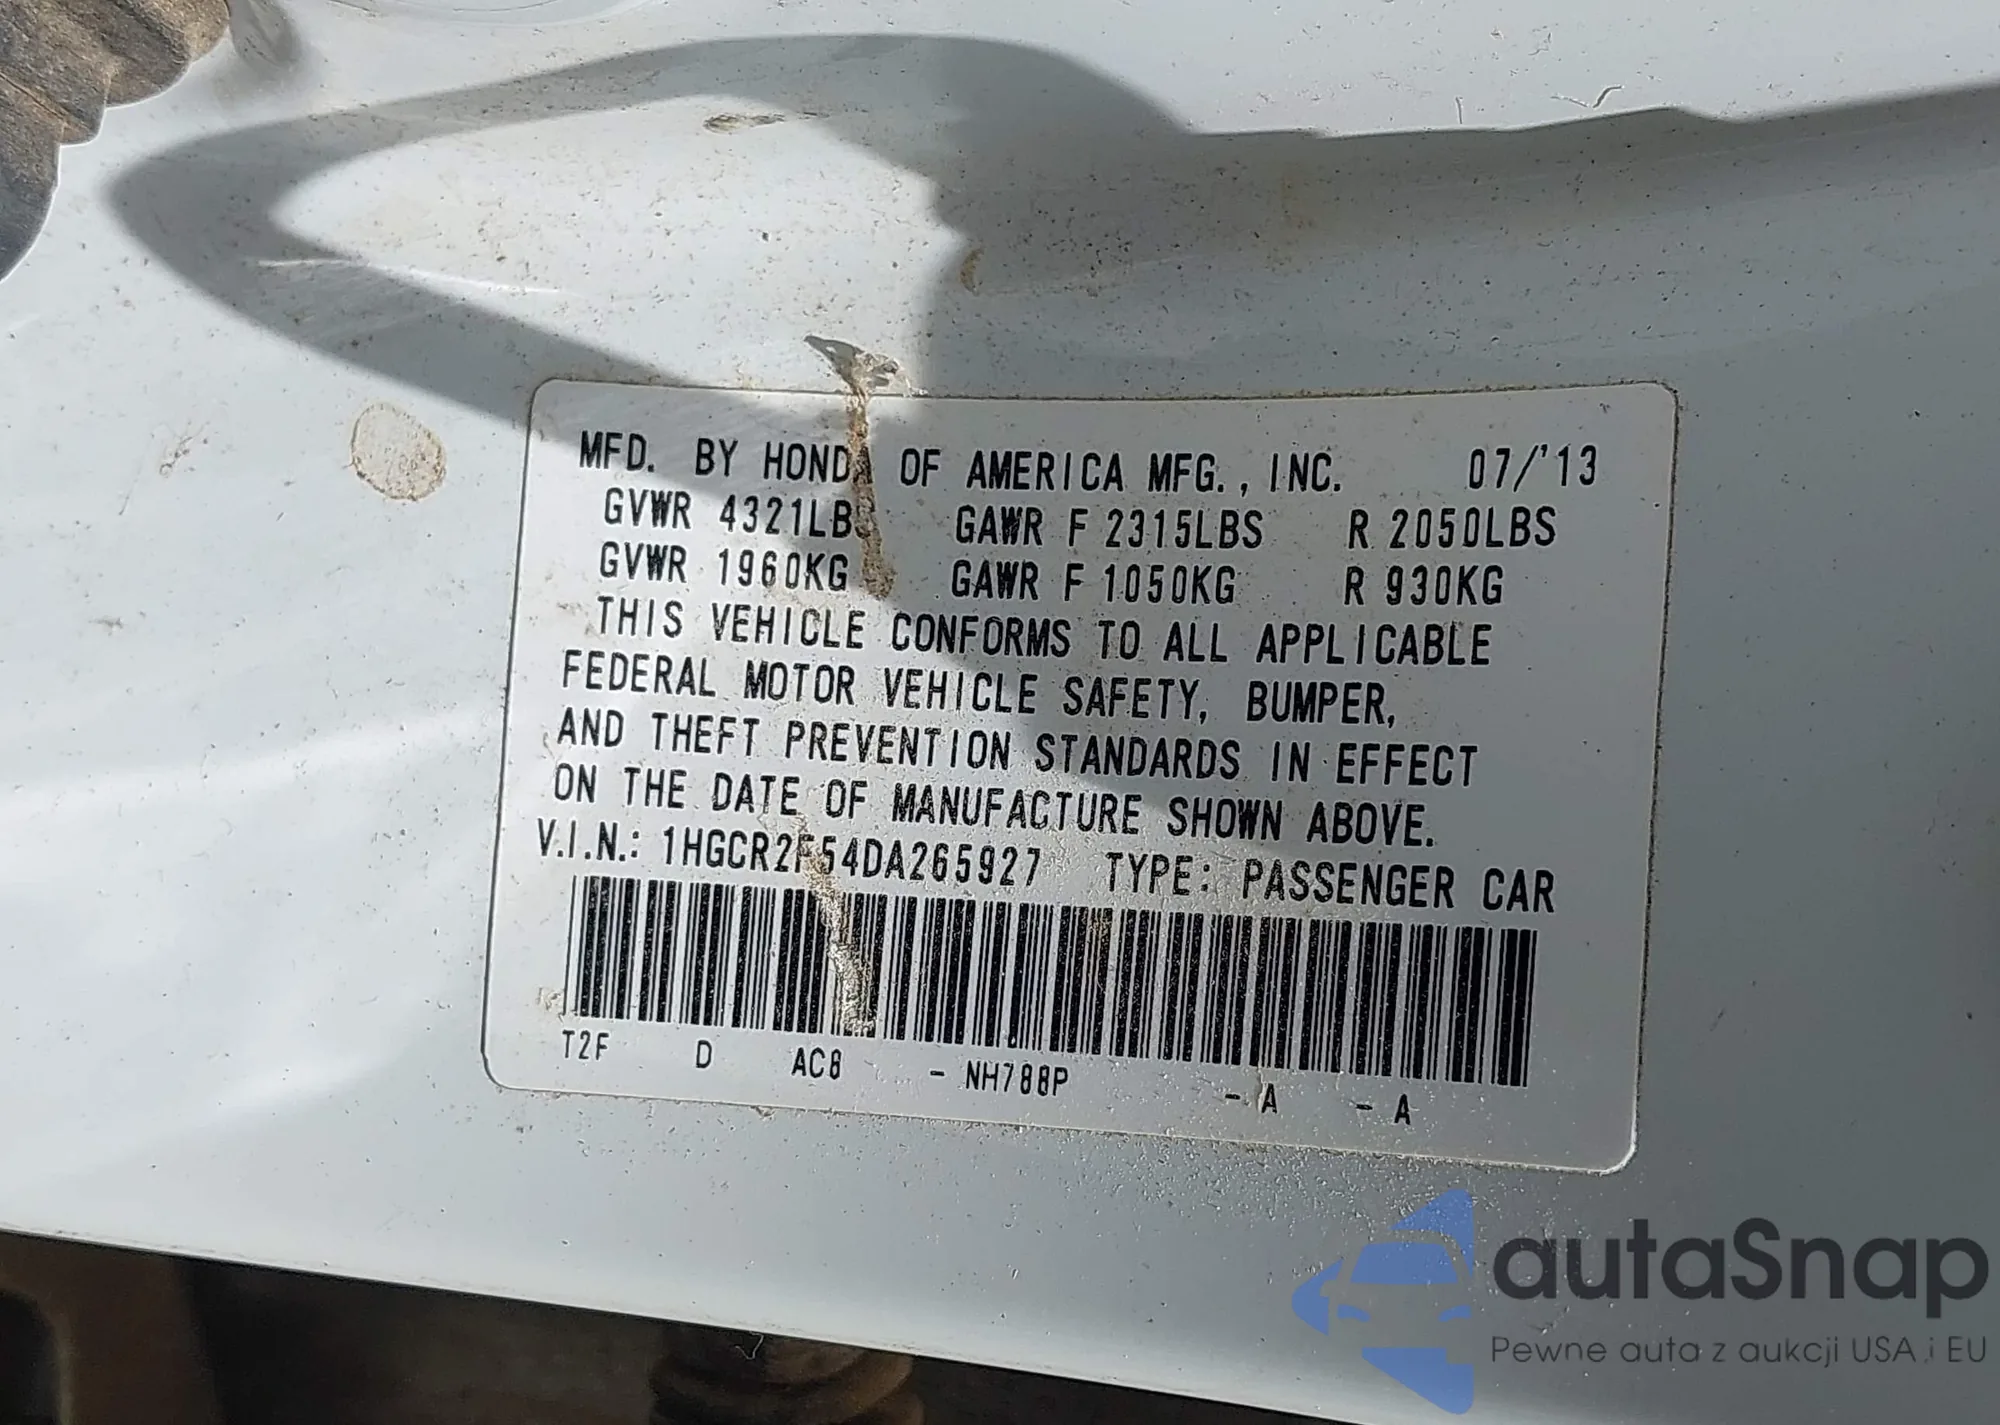 MFD. BY HONDA OF AMERICA MFG., INC. 07/'13
GVWR 4321LBS GAWR F 2315LBS R 2050LBS
GVWR 1960KG GAWR F 1050KG R 930KG
THIS VEHICLE CONFORMS TO ALL APPLICABLE
FEDERAL MOTOR VEHICLE SAFETY, BUMPER,
AND THEFT PREVENTION STANDARDS IN EFFECT
ON THE DATE OF MANUFACTURE SHOWN ABOVE.
V.I.N.: 1HGCR2F54DA265927 TYPE: PASSENGER CAR
T2F D AC8 - NH788P - A - A
autaSnap
Pewne auta z aukcji USA i EU